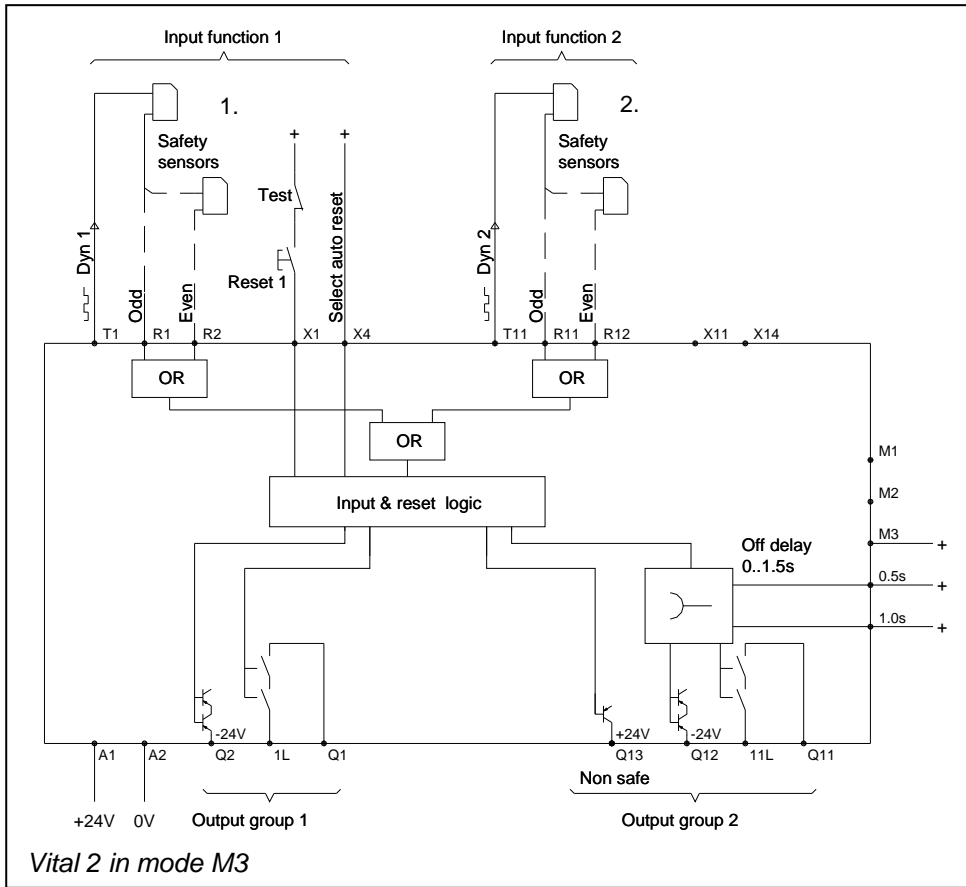 Input function 1
Input function 2
1.
2.
Safety
sensors
Safety
sensors
+
+
Test
Reset 1
Select auto reset
Dyn 1
Odd
Even
Dyn 2
Odd
Even
T1
R1
R2
X1
X4
T11
R11
R12
X11
X14
OR
OR
OR
Input & reset logic
M1
M2
M3
+
Off delay
0..1.5s
0.5s
+
1.0s
+
-24V
+24V
-24V
A1
A2
Q2
1L
Q1
Q13
Q12
11L
Q11
Non safe
+24V
0V
Output group 1
Output group 2
Vital 2 in mode M3